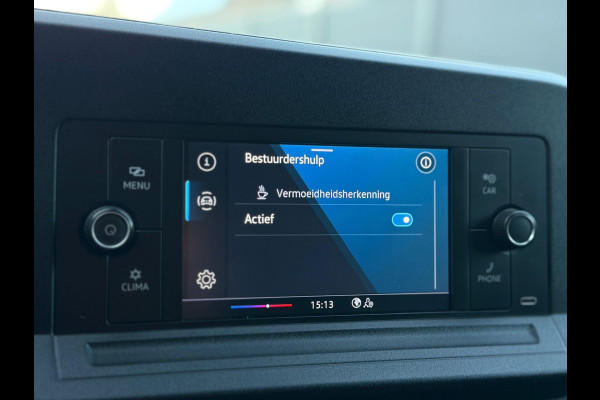 Bestuurdershulp
MENU
Vermoeidheidsherkenning
CAR
Actief
CLIMA
PHONE
15:13